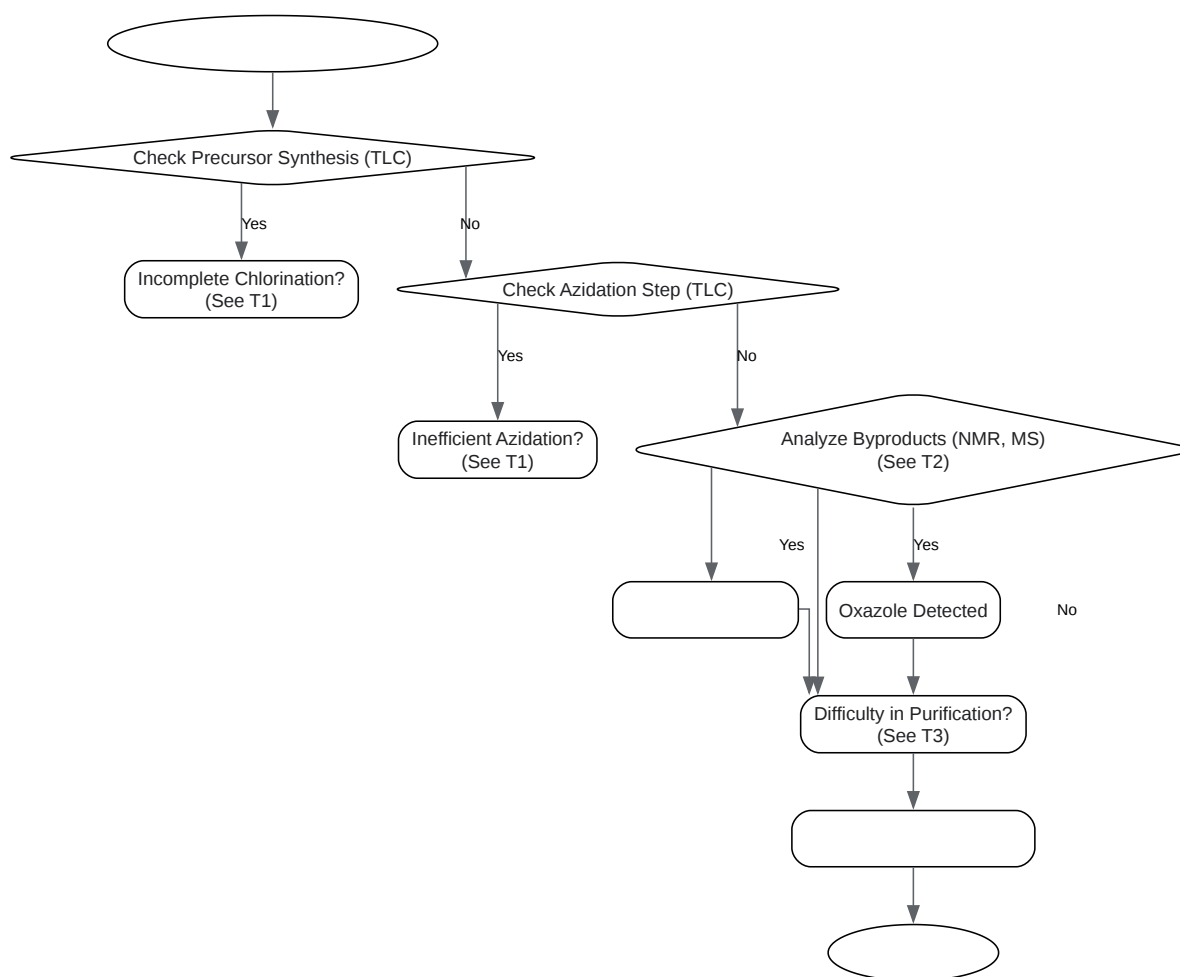 Check Precursor Synthesis (TLC)
Yes
No
Incomplete Chlorination?
(See T1)
Check Azidation Step (TLC)
Yes
No
Inefficient Azidation?
(See T1)
Analyze Byproducts (NMR, MS)
(See T2)
Yes
Yes
Oxazole Detected
No
Difficulty in Purification?
(See T3)